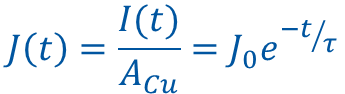 J(t) = I(t)/A_Cu = J_0 e^{-t/τ}